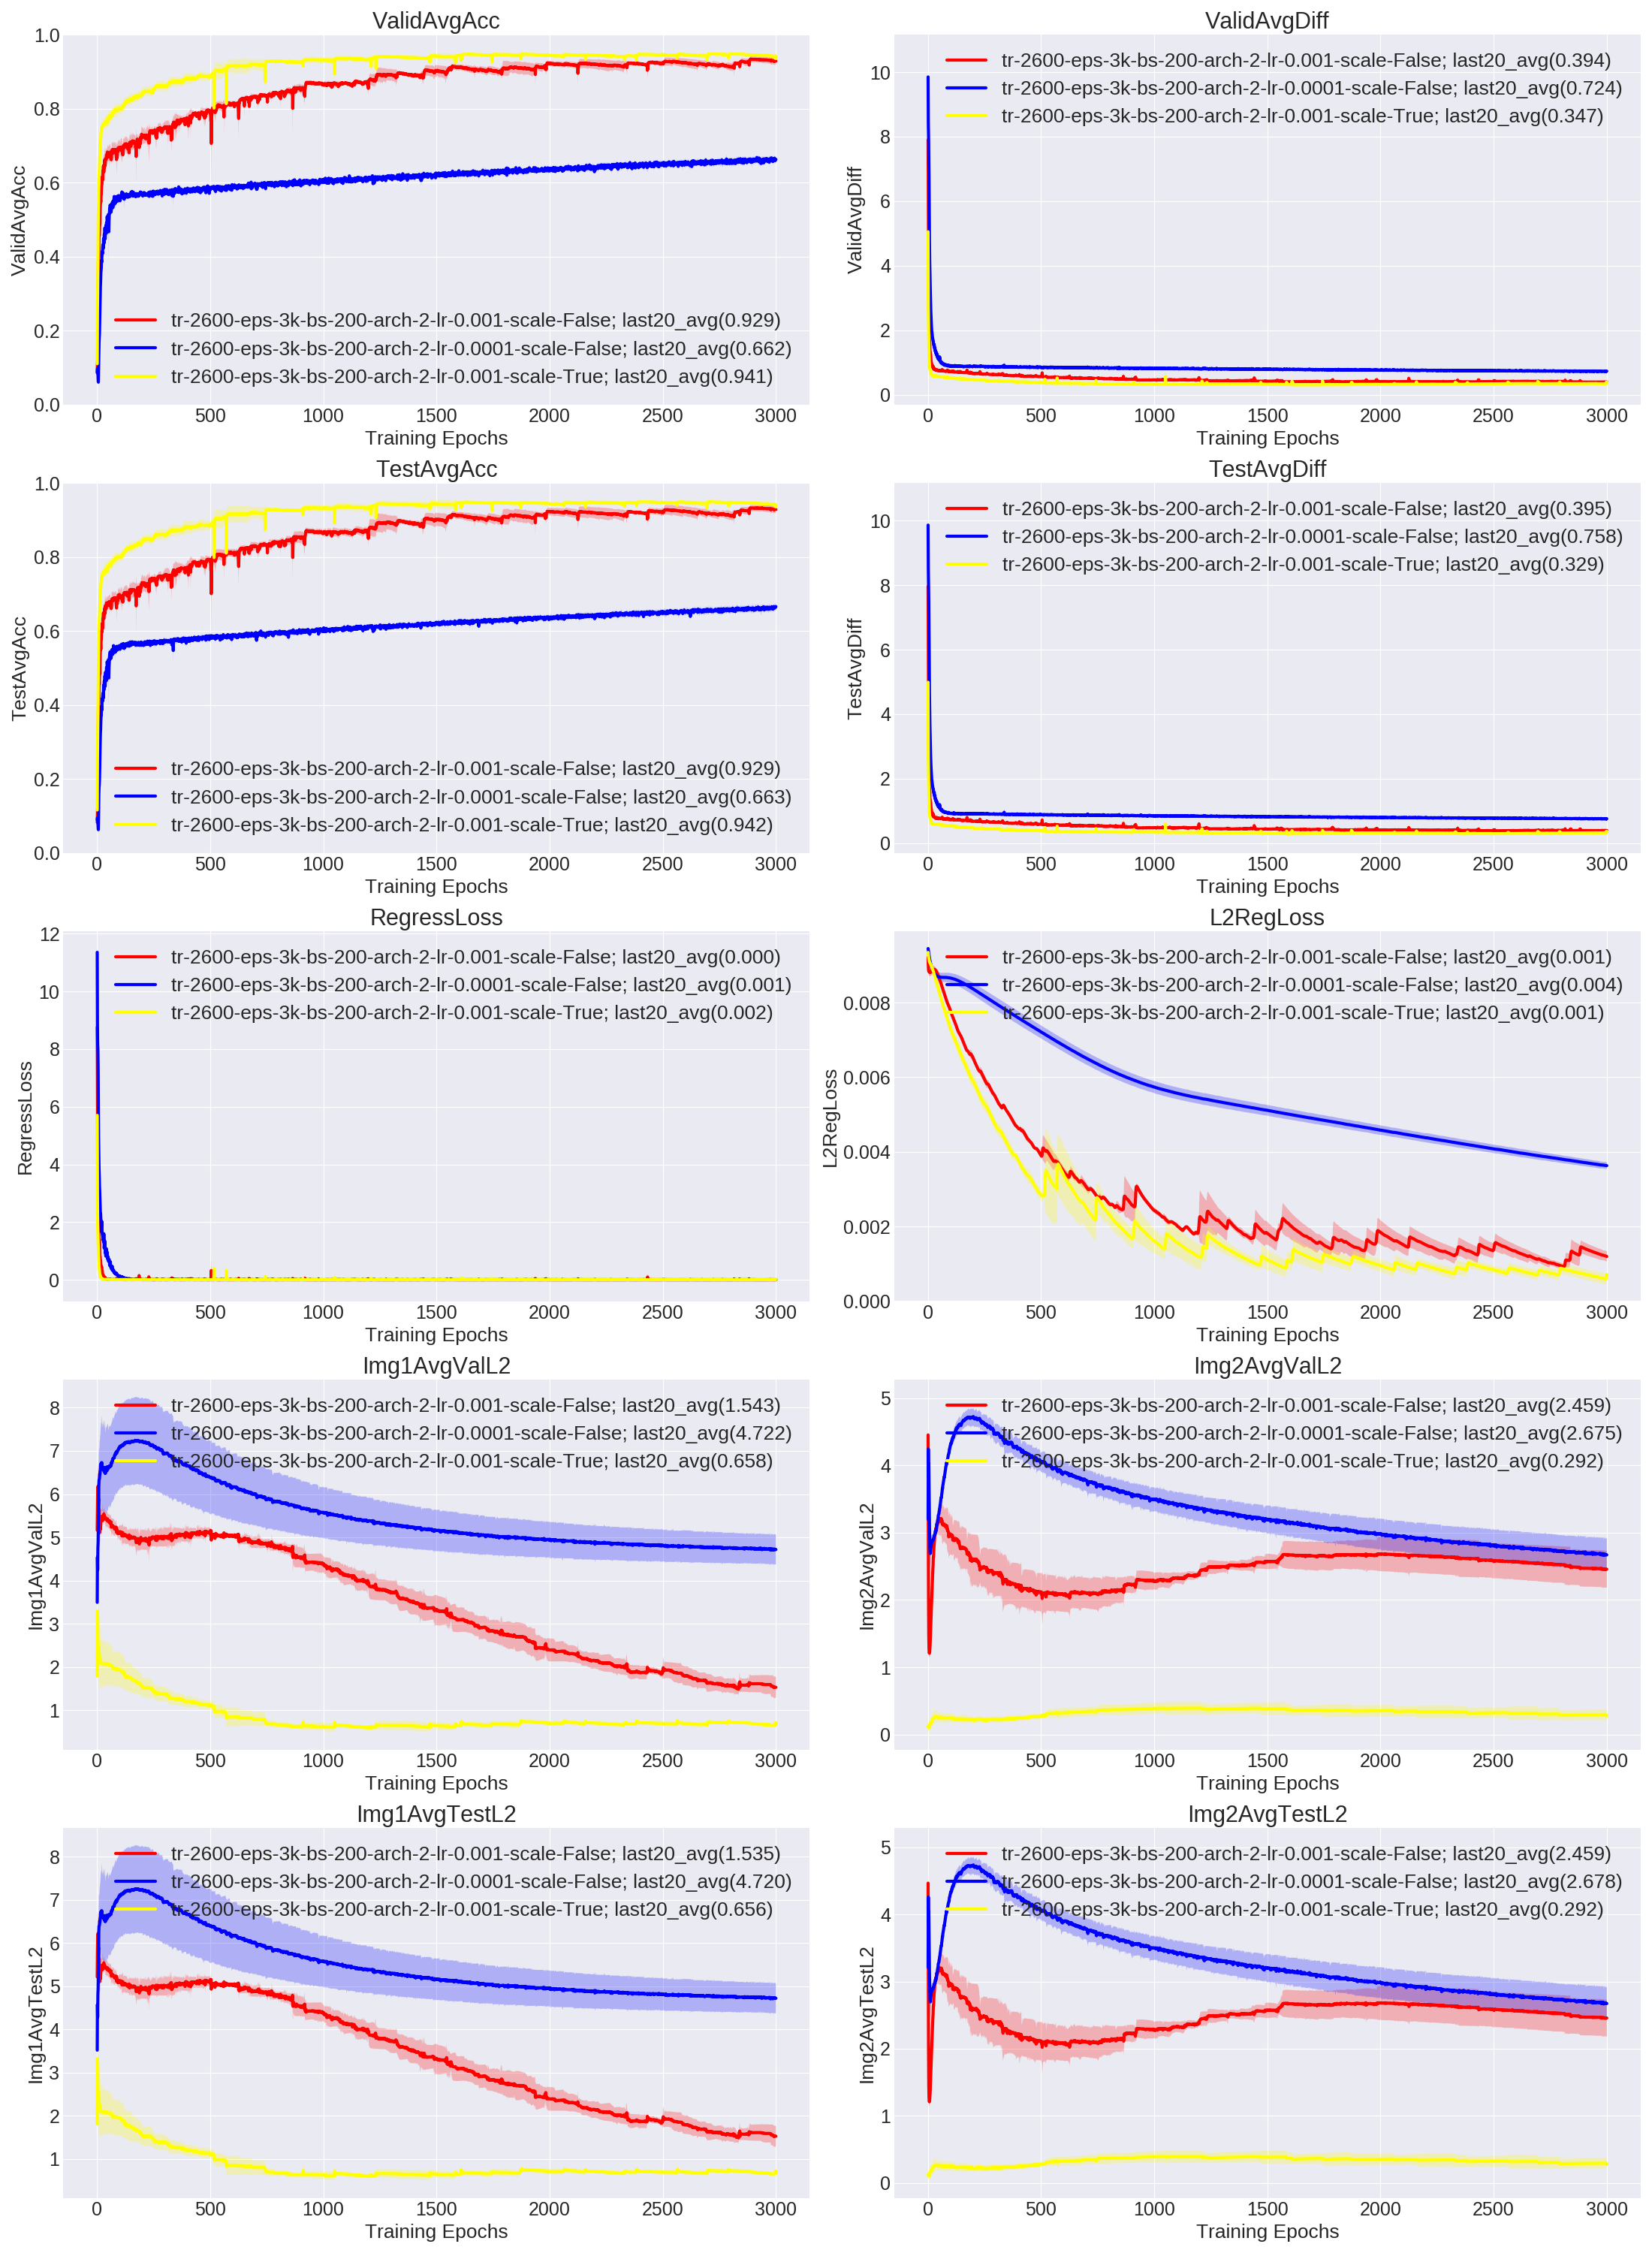 ValidAvgAcc
ValidAvgAcc
1.0
0.8
0.6
0.4
0.2
0.0
tr-2600-eps-3k-bs-200-arch-2-lr-0.001-scale-False; last20_avg(0.929)
tr-2600-eps-3k-bs-200-arch-2-lr-0.0001-scale-False; last20_avg(0.662)
tr-2600-eps-3k-bs-200-arch-2-lr-0.001-scale-True; last20_avg(0.941)
0 500 1000 1500 2000 2500 3000
Training Epochs
ValidAvgDiff
ValidAvgDiff
10
8
6
4
2
0
tr-2600-eps-3k-bs-200-arch-2-lr-0.001-scale-False; last20_avg(0.394)
tr-2600-eps-3k-bs-200-arch-2-lr-0.0001-scale-False; last20_avg(0.724)
tr-2600-eps-3k-bs-200-arch-2-lr-0.001-scale-True; last20_avg(0.347)
0 500 1000 1500 2000 2500 3000
Training Epochs
TestAvgAcc
TestAvgAcc
1.0
0.8
0.6
0.4
0.2
0.0
tr-2600-eps-3k-bs-200-arch-2-lr-0.001-scale-False; last20_avg(0.929)
tr-2600-eps-3k-bs-200-arch-2-lr-0.0001-scale-False; last20_avg(0.663)
tr-2600-eps-3k-bs-200-arch-2-lr-0.001-scale-True; last20_avg(0.942)
0 500 1000 1500 2000 2500 3000
Training Epochs
TestAvgDiff
TestAvgDiff
10
8
6
4
2
0
tr-2600-eps-3k-bs-200-arch-2-lr-0.001-scale-False; last20_avg(0.395)
tr-2600-eps-3k-bs-200-arch-2-lr-0.0001-scale-False; last20_avg(0.758)
tr-2600-eps-3k-bs-200-arch-2-lr-0.001-scale-True; last20_avg(0.329)
0 500 1000 1500 2000 2500 3000
Training Epochs
RegressLoss
RegressLoss
12
10
8
6
4
2
0
tr-2600-eps-3k-bs-200-arch-2-lr-0.001-scale-False; last20_avg(0.000)
tr-2600-eps-3k-bs-200-arch-2-lr-0.0001-scale-False; last20_avg(0.001)
tr-2600-eps-3k-bs-200-arch-2-lr-0.001-scale-True; last20_avg(0.002)
0 500 1000 1500 2000 2500 3000
Training Epochs
L2RegLoss
L2RegLoss
0.008
0.006
0.004
0.002
0.000
tr-2600-eps-3k-bs-200-arch-2-lr-0.001-scale-False; last20_avg(0.001)
tr-2600-eps-3k-bs-200-arch-2-lr-0.0001-scale-False; last20_avg(0.004)
tr-2600-eps-3k-bs-200-arch-2-lr-0.001-scale-True; last20_avg(0.001)
0 500 1000 1500 2000 2500 3000
Training Epochs
Img1AvgValL2
Img1AvgValL2
8
7
6
5
4
3
2
1
tr-2600-eps-3k-bs-200-arch-2-lr-0.001-scale-False; last20_avg(1.543)
tr-2600-eps-3k-bs-200-arch-2-lr-0.0001-scale-False; last20_avg(4.722)
tr-2600-eps-3k-bs-200-arch-2-lr-0.001-scale-True; last20_avg(0.658)
0 500 1000 1500 2000 2500 3000
Training Epochs
Img2AvgValL2
Img2AvgValL2
5
4
3
2
1
0
tr-2600-eps-3k-bs-200-arch-2-lr-0.001-scale-False; last20_avg(2.459)
tr-2600-eps-3k-bs-200-arch-2-lr-0.0001-scale-False; last20_avg(2.675)
tr-2600-eps-3k-bs-200-arch-2-lr-0.001-scale-True; last20_avg(0.292)
0 500 1000 1500 2000 2500 3000
Training Epochs
Img1AvgTestL2
Img1AvgTestL2
8
7
6
5
4
3
2
1
tr-2600-eps-3k-bs-200-arch-2-lr-0.001-scale-False; last20_avg(1.535)
tr-2600-eps-3k-bs-200-arch-2-lr-0.0001-scale-False; last20_avg(4.720)
tr-2600-eps-3k-bs-200-arch-2-lr-0.001-scale-True; last20_avg(0.656)
0 500 1000 1500 2000 2500 3000
Training Epochs
Img2AvgTestL2
Img2AvgTestL2
5
4
3
2
1
0
tr-2600-eps-3k-bs-200-arch-2-lr-0.001-scale-False; last20_avg(2.459)
tr-2600-eps-3k-bs-200-arch-2-lr-0.0001-scale-False; last20_avg(2.678)
tr-2600-eps-3k-bs-200-arch-2-lr-0.001-scale-True; last20_avg(0.292)
0 500 1000 1500 2000 2500 3000
Training Epochs